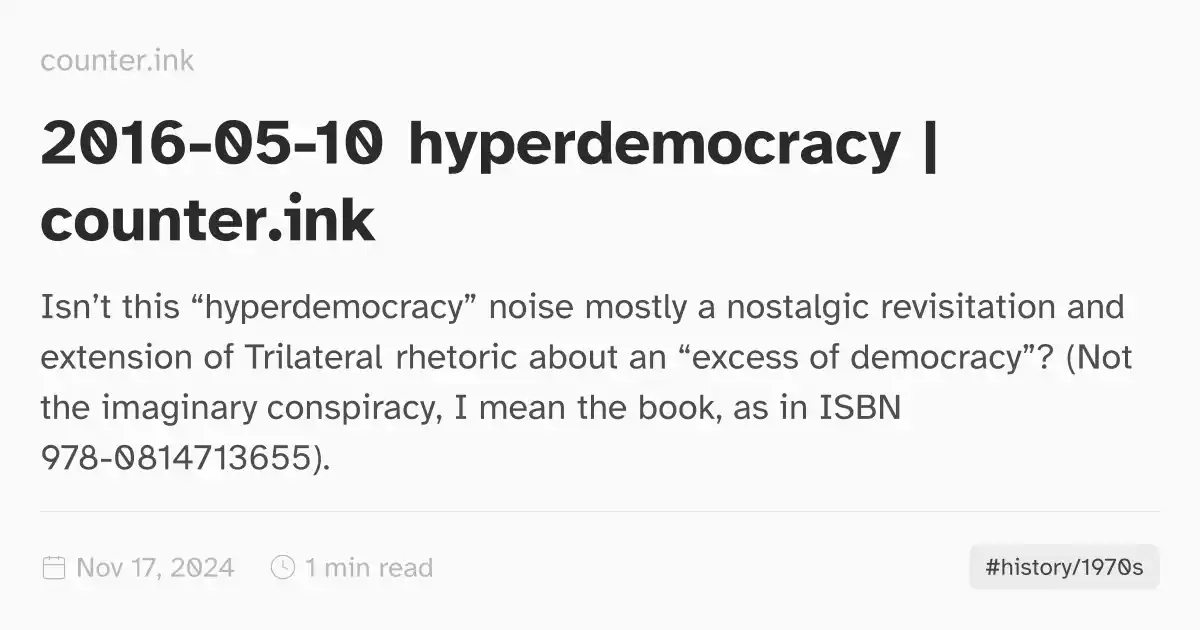 counter.ink
2016-05-10 hyperdemocracy |
counter.ink
Isn’t this “hyperdemocracy” noise mostly a nostalgic revisitation and
extension of Trilateral rhetoric about an “excess of democracy”? (Not
the imaginary conspiracy, I mean the book, as in ISBN
978-0814713655).
Nov 17, 2024 1 min read #history/1970s